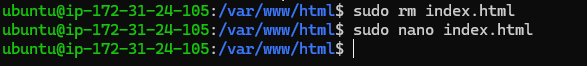 ubuntu@ip-172-31-24-105:/var/www/html$ sudo rm index.html
ubuntu@ip-172-31-24-105:/var/www/html$ sudo nano index.html
ubuntu@ip-172-31-24-105:/var/www/html$